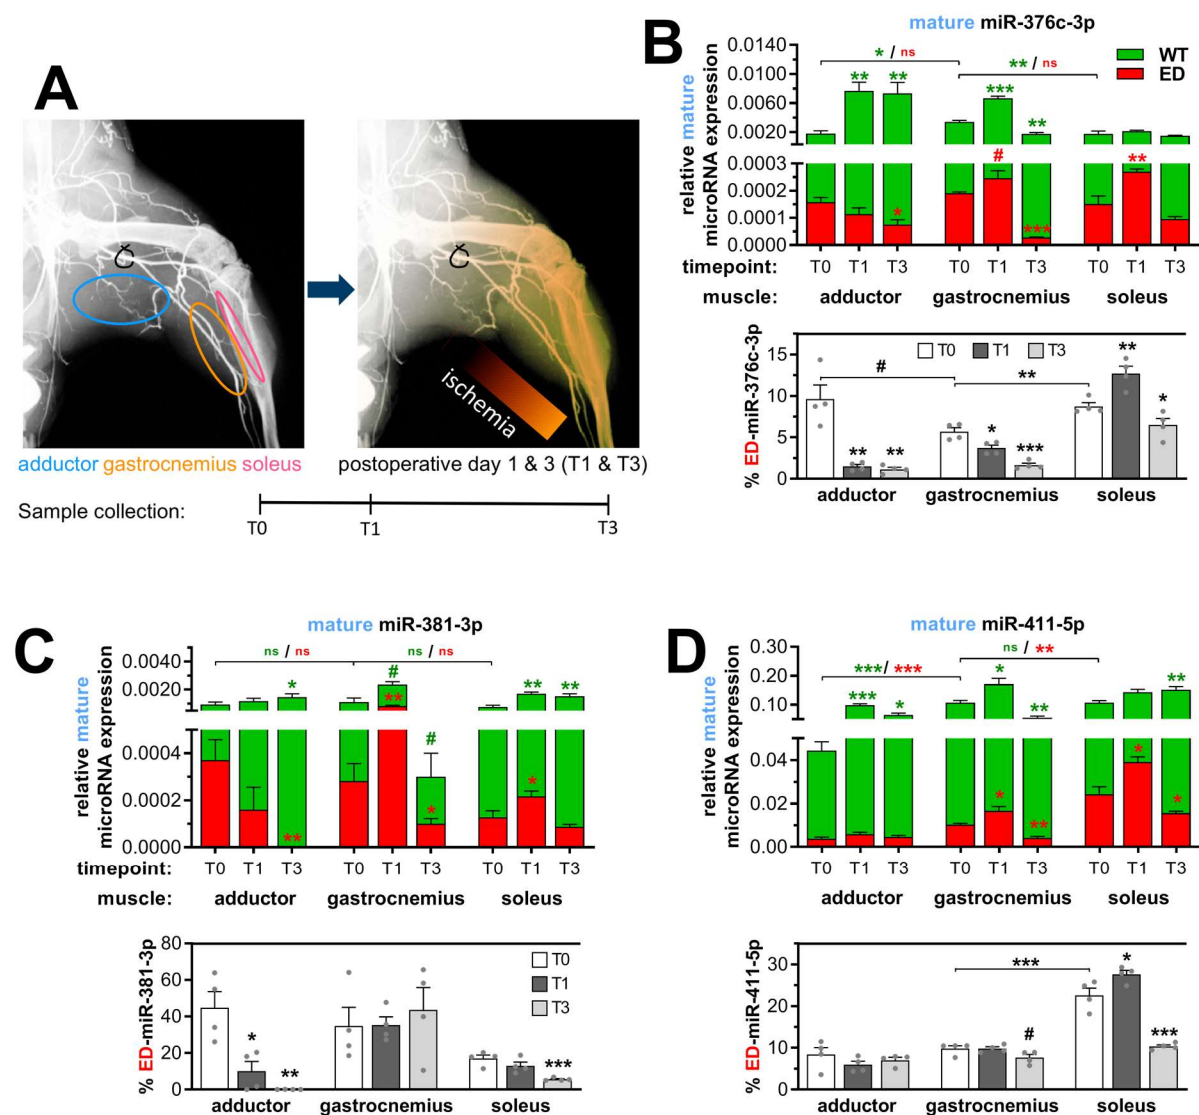 A
ischemia
adductor gastrocnemius soleus
postoperative day 1 & 3 (T1 & T3)
Sample collection:
T0 T1 T3
B
mature miR-376c-3p
relative mature
microRNA expression
0.0140
0.0100
0.0060
0.0020
0.0003
0.0002
0.0001
0.0000
* / ns
** / ns
WT
ED
** ** *** **
# ** * ***
timepoint: T0 T1 T3 T0 T1 T3 T0 T1 T3
muscle: adductor gastrocnemius soleus
% ED-miR-376c-3p
15
10
5
0
T0 T1 T3
# **
** ** * *** ** *
adductor gastrocnemius soleus
C
mature miR-381-3p
relative mature
microRNA expression
0.0040
0.0020
0.0004
0.0002
0.0000
ns / ns
ns / ns
* # # ** **
** ** * *
timepoint: T0 T1 T3 T0 T1 T3 T0 T1 T3
muscle: adductor gastrocnemius soleus
% ED-miR-381-3p
80
60
40
20
0
T0
T1
T3
* ** ***
adductor gastrocnemius soleus
D
mature miR-411-5p
relative mature
microRNA expression
0.30
0.20
0.10
0.04
0.02
0.00
***/ ***
ns / **
*** * * ** **
* ** * *
T0 T1 T3 T0 T1 T3 T0 T1 T3
adductor gastrocnemius soleus
% ED-miR-411-5p
30
20
10
0
***
# * ***
adductor gastrocnemius soleus